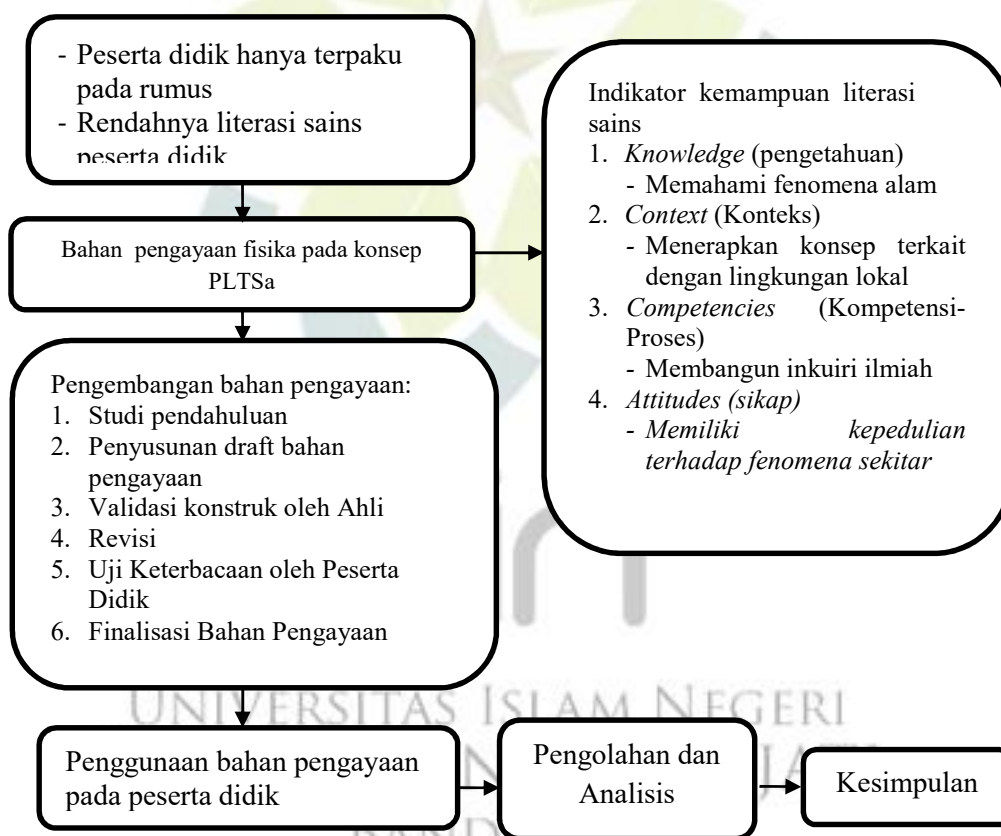 - Peserta didik hanya terpaku
pada rumus
- Rendahnya literasi sains
peserta didik
Bahan pengayaan fisika pada konsep
PLTSa
Indikator kemampuan literasi
sains
1. Knowledge (pengetahuan)
- Memahami fenomena alam
2. Context (Konteks)
- Menerapkan konsep terkait
dengan lingkungan lokal
3. Competencies (Kompetensi-
Proses)
- Membangun inkuiri ilmiah
4. Attitudes (sikap)
- Memiliki kepedulian
terhadap fenomena sekitar
Pengembangan bahan pengayaan:
1. Studi pendahuluan
2. Penyusunan draft bahan
pengayaan
3. Validasi konstruk oleh Ahli
4. Revisi
5. Uji Keterbacaan oleh Peserta
Didik
6. Finalisasi Bahan Pengayaan
UNIVERSITAS ISLAM NEGERI
Penggunaan bahan pengayaan
pada peserta didik
Pengolahan dan
Analisis
Kesimpulan